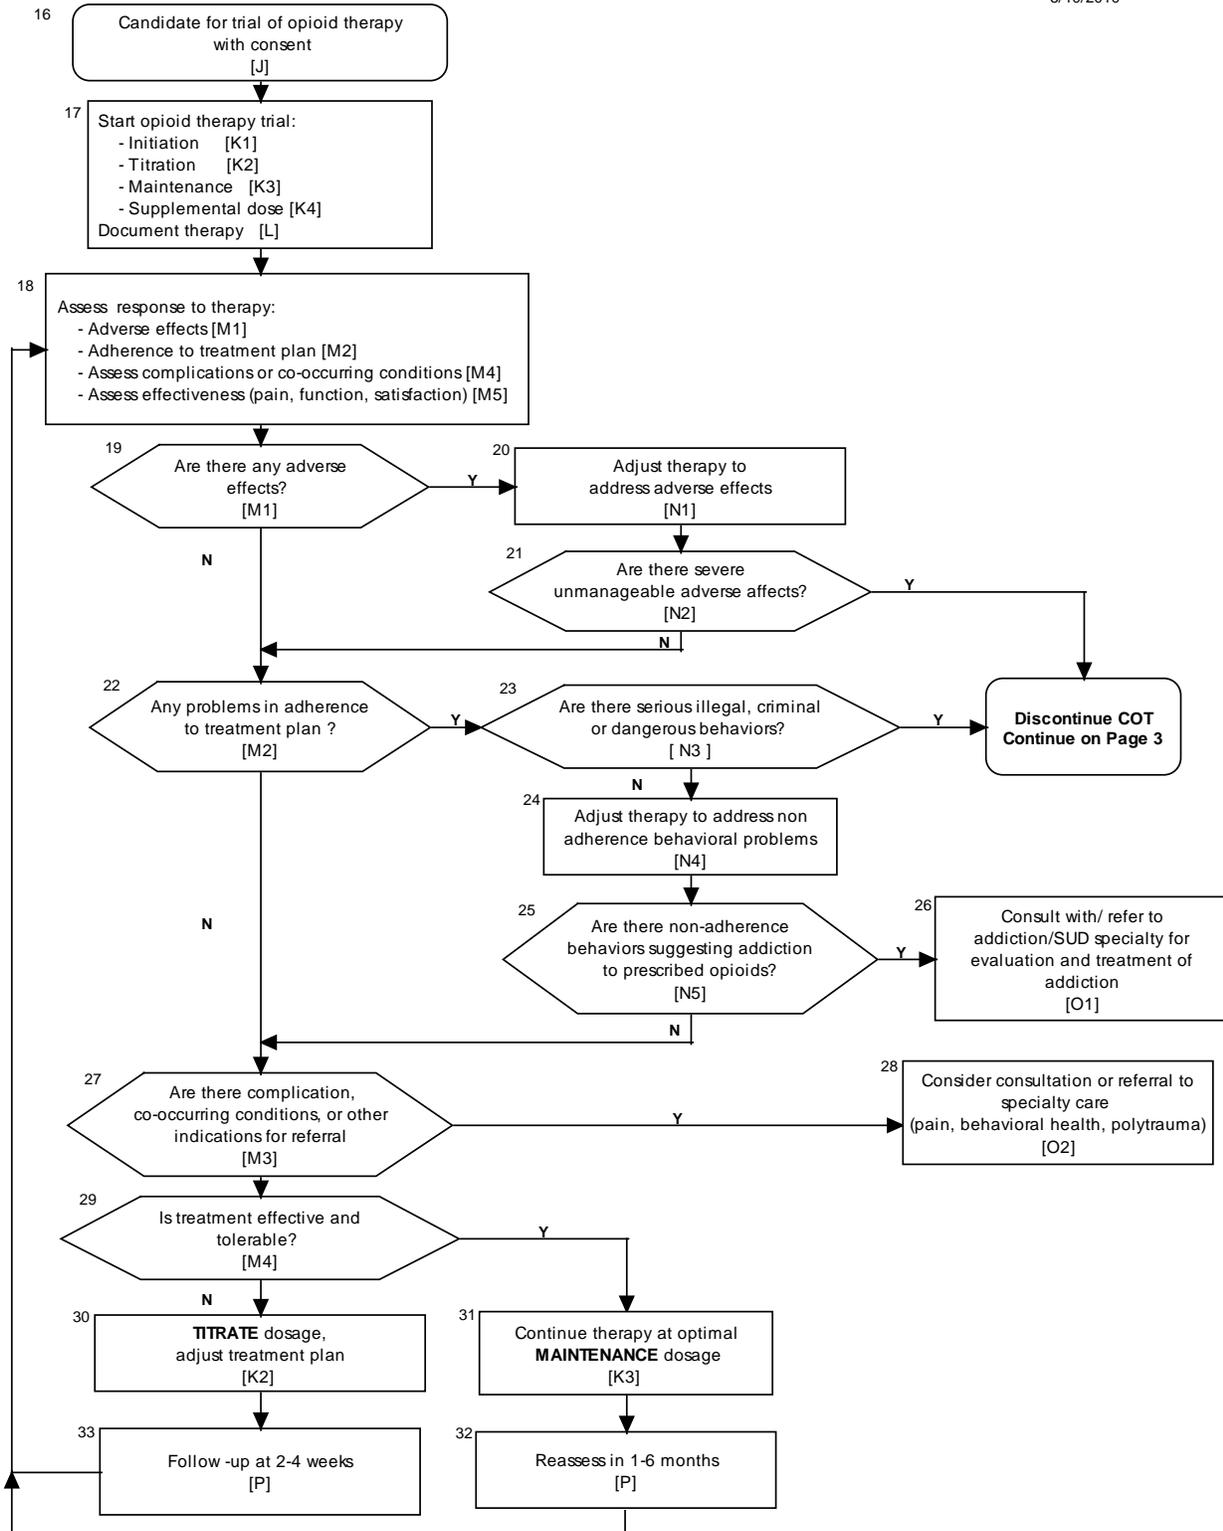 16
Candidate for trial of opioid therapy
with consent
[J]
17
Start opioid therapy trial:
- Initiation [K1]
- Titration [K2]
- Maintenance [K3]
- Supplemental dose [K4]
Document therapy [L]
18
Assess response to therapy:
- Adverse effects [M1]
- Adherence to treatment plan [M2]
- Assess complications or co-occurring conditions [M4]
- Assess effectiveness (pain, function, satisfaction) [M5]
19
Are there any adverse
effects?
[M1]
Y
N
20
Adjust therapy to
address adverse effects
[N1]
21
Are there severe
unmanageable adverse affects?
[N2]
Y
N
22
Any problems in adherence
to treatment plan ?
[M2]
Y
N
23
Are there serious illegal, criminal
or dangerous behaviors?
[ N3 ]
Y
N
Discontinue COT
Continue on Page 3
24
Adjust therapy to address non
adherence behavioral problems
[N4]
25
Are there non-adherence
behaviors suggesting addiction
to prescribed opioids?
[N5]
Y
N
26
Consult with/ refer to
addiction/SUD specialty for
evaluation and treatment of
addiction
[O1]
27
Are there complication,
co-occurring conditions, or other
indications for referral
[M3]
Y
28
Consider consultation or referral to
specialty care
(pain, behavioral health, polytrauma)
[O2]
29
Is treatment effective and
tolerable?
[M4]
Y
N
30
TITRATE dosage,
adjust treatment plan
[K2]
31
Continue therapy at optimal
MAINTENANCE dosage
[K3]
33
Follow -up at 2-4 weeks
[P]
32
Reassess in 1-6 months
[P]